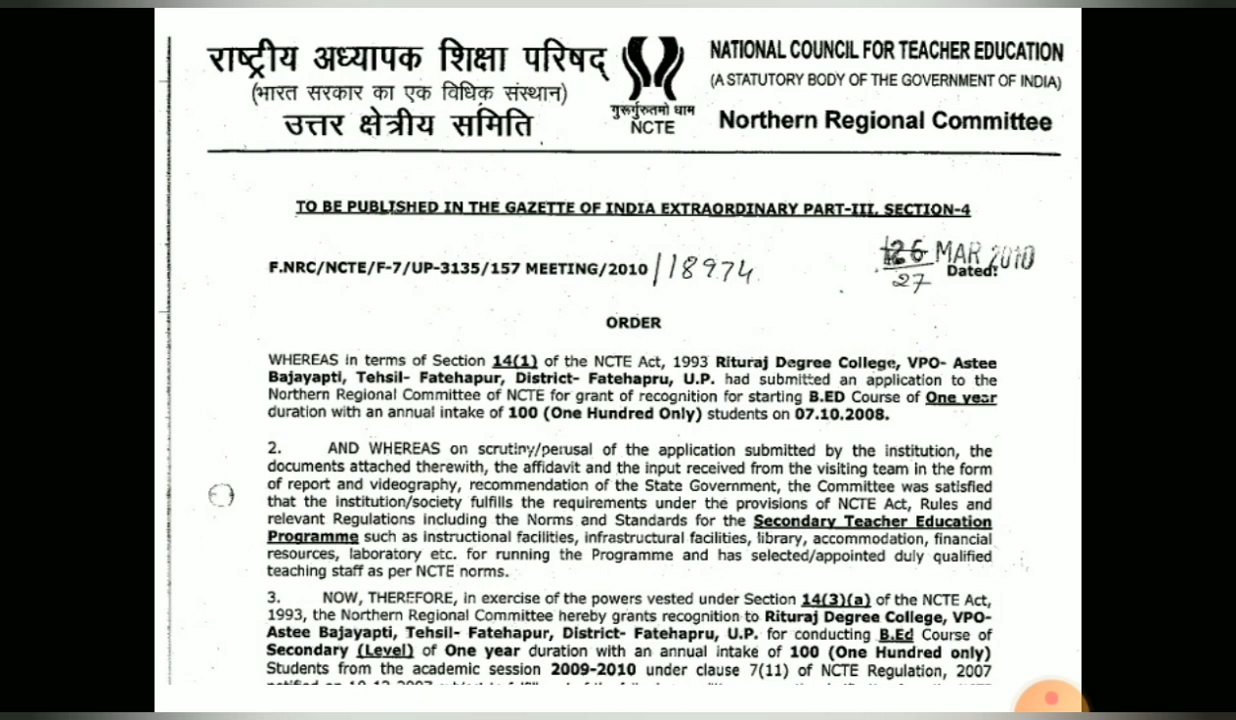 राष्ट्रीय अध्यापक शिक्षा परिषद्
(भारत सरकार का एक विधिक संस्थान)
उत्तर क्षेत्रीय समिति
गुरूर्गुरुतमो धाम
NCTE
NATIONAL COUNCIL FOR TEACHER EDUCATION
(A STATUTORY BODY OF THE GOVERNMENT OF INDIA)
Northern Regional Committee
TO BE PUBLISHED IN THE GAZETTE OF INDIA EXTRAORDINARY PART-III, SECTION-4
F.NRC/NCTE/F-7/UP-3135/157 MEETING/2010/18974
26 MAR 2010
27
Dated:
ORDER
WHEREAS in terms of Section 14(1) of the NCTE Act, 1993 Rituraj Degree College, VPO- Astee
Bajayapti, Tehsil- Fatehapur, District- Fatehapru, U.P. had submitted an application to the
Northern Regional Committee of NCTE for grant of recognition for starting B.ED Course of One year
duration with an annual intake of 100 (One Hundred Only) students on 07.10.2008.
2. AND WHEREAS on scrutiny/perusal of the application submitted by the institution, the
documents attached therewith, the affidavit and the input received from the visiting team in the form
of report and videography, recommendation of the State Government, the Committee was satisfied
that the institution/society fulfills the requirements under the provisions of NCTE Act, Rules and
relevant Regulations including the Norms and Standards for the Secondary Teacher Education
Programme such as instructional facilities, infrastructural facilities, library, accommodation, financial
resources, laboratory etc. for running the Programme and has selected/appointed duly qualified
teaching staff as per NCTE norms.
3. NOW, THEREFORE, in exercise of the powers vested under Section 14(3)(a) of the NCTE Act,
1993, the Northern Regional Committee hereby grants recognition to Rituraj Degree College, VPO-
Astee Bajayapti, Tehsil- Fatehapur, District- Fatehapru, U.P. for conducting B.Ed Course of
Secondary (Level) of One year duration with an annual intake of 100 (One Hundred only)
Students from the academic session 2009-2010 under clause 7(11) of NCTE Regulation, 2007